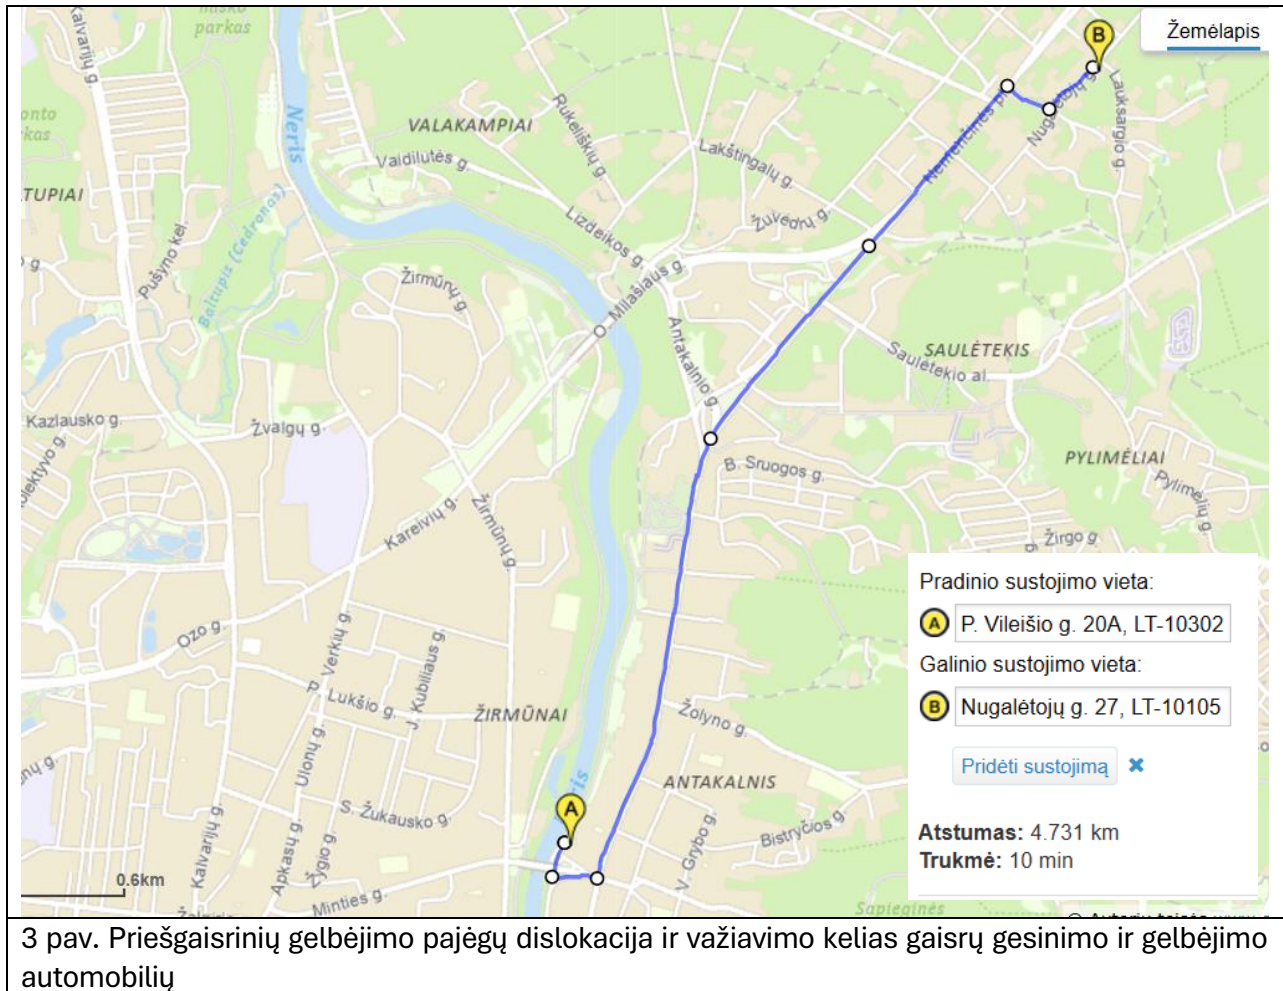 parkas
Kalvarijų g.
Neris
Žemėlapis
B
Laukšargio g.
Nugalėtojų g.
Nemenčinės pl.
VALAKAMPIAI
Rukeliškių g.
Vaidilutės g.
Lakštingalų g.
Žuvėdrų g.
Lizdeikos g.
TUPIAI
Pušyno kel.
Baltupis (Cedronas)
Žirmūnų g.
O. Milašiaus g.
Antakalnio g.
SAULĖTEKIS
Saulėtekio al.
Kazlausko g.
Žvalgų g.
B. Sruogos g.
PYLIMĖLIAI
Pylimėlių g.
Kareivių g.
Žirmūnų g.
Žirgo g.
Ozo g.
P. Lukšio g.
Verkių g.
J. Kubiliaus g.
ŽIRMŪNAI
Žolyno g.
Ulonų g.
ANTAKALNIS
A
S. Žukausko g.
Bistryčios g.
V. Grybo g.
Kalvarijų g.
Apkasų g.
Žygio g.
Minties g.
Sapieginės
0.6km
Pradinio sustojimo vieta:
A P. Vileišio g. 20A, LT-10302
Galinio sustojimo vieta:
B Nugalėtojų g. 27, LT-10105
Pridėti sustojimą ✖
Atstumas: 4.731 km
Trukmė: 10 min
3 pav. Priešgaisrinių gelbėjimo pajėgų dislokacija ir važiavimo kelias gaisrų gesinimo ir gelbėjimo
automobilių